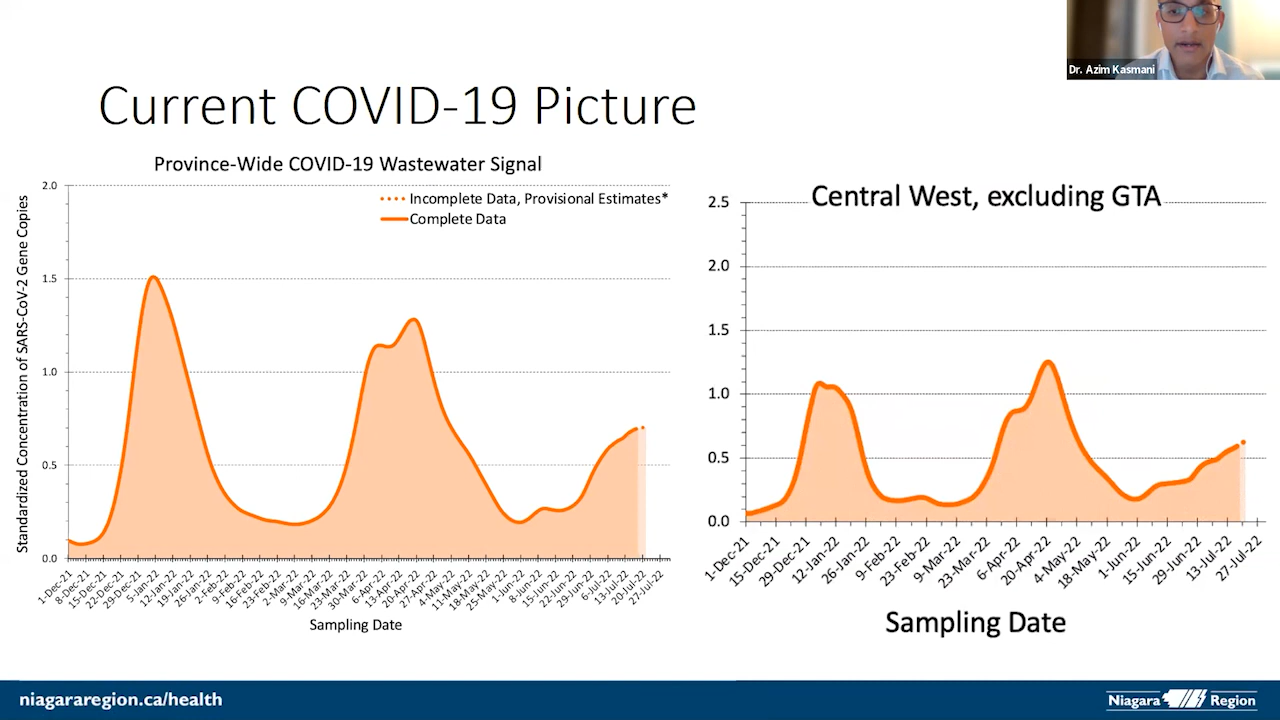 Dr. Azim Kasmani
Current COVID-19 Picture
Province-Wide COVID-19 Wastewater Signal
Standardized Concentration of SARS-CoV-2 Gene Copies
2.0
1.5
1.0
0.5
0.0
Incomplete Data, Provisional Estimates*
Complete Data
1-Dec-21
8-Dec-21
15-Dec-21
22-Dec-21
29-Dec-21
5-Jan-22
12-Jan-22
19-Jan-22
26-Jan-22
2-Feb-22
9-Feb-22
16-Feb-22
23-Feb-22
2-Mar-22
9-Mar-22
16-Mar-22
23-Mar-22
30-Mar-22
6-Apr-22
13-Apr-22
20-Apr-22
27-Apr-22
4-May-22
11-May-22
18-May-22
25-May-22
1-Jun-22
8-Jun-22
15-Jun-22
22-Jun-22
29-Jun-22
6-Jul-22
13-Jul-22
20-Jul-22
27-Jul-22
Sampling Date
Central West, excluding GTA
2.5
2.0
1.5
1.0
0.5
0.0
1-Dec-21
15-Dec-21
29-Dec-21
12-Jan-22
26-Jan-22
9-Feb-22
23-Feb-22
9-Mar-22
23-Mar-22
6-Apr-22
20-Apr-22
4-May-22
18-May-22
1-Jun-22
15-Jun-22
29-Jun-22
13-Jul-22
27-Jul-22
Sampling Date
niagararegion.ca/health
Niagara Region